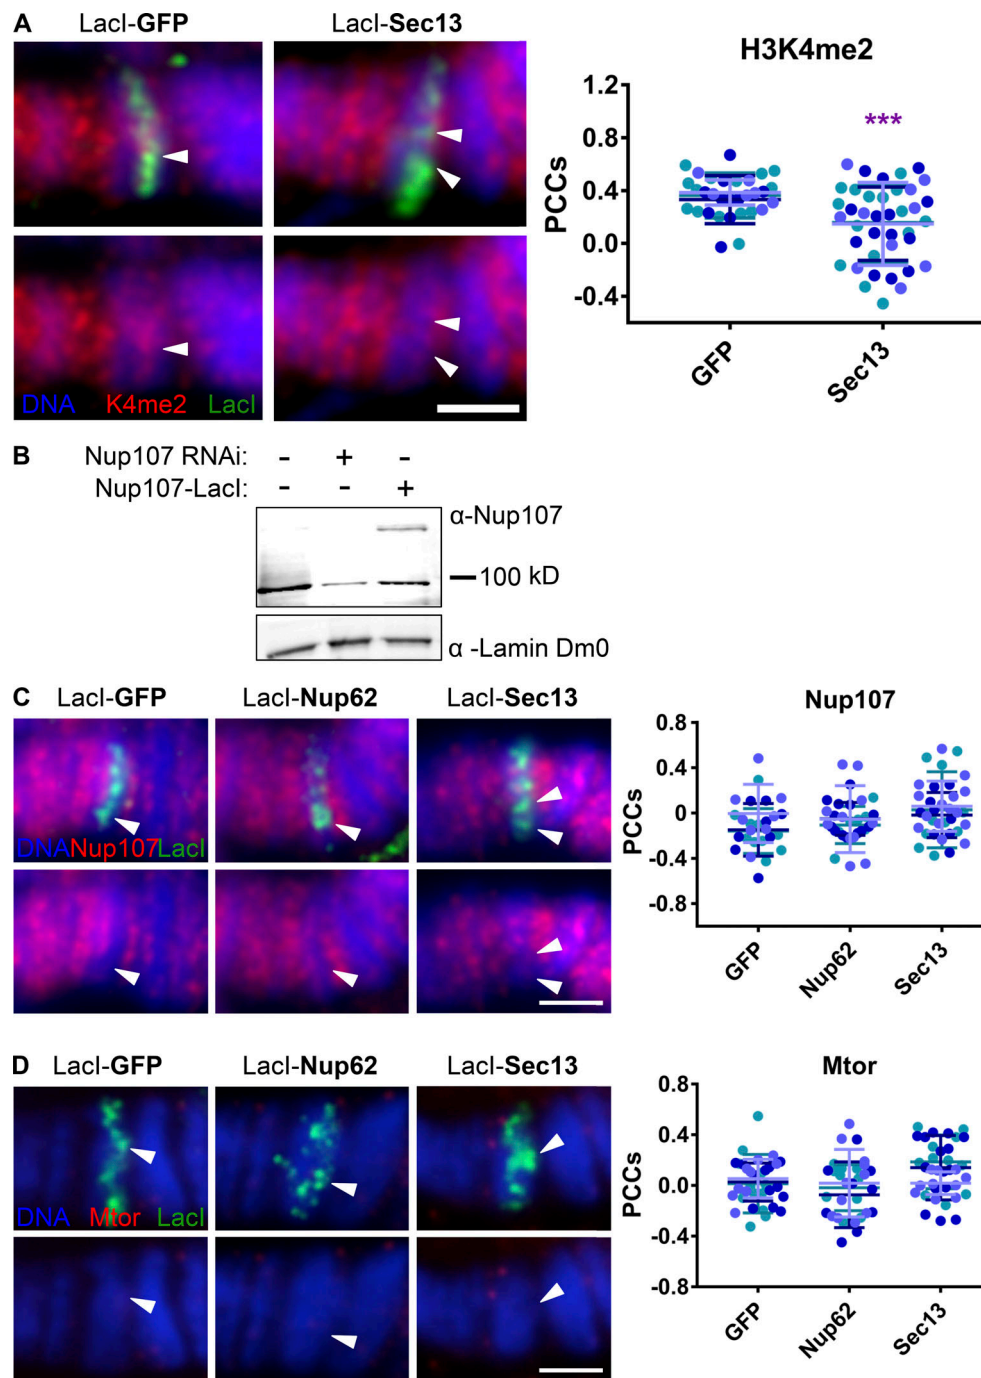 A
LacI-GFP
LacI-Sec13
DNA K4me2 LacI
H3K4me2
PCCs
1.2
0.8
0.4
0.0
-0.4
***
GFP
Sec13
B
Nup107 RNAi: - + -
Nup107-LacI: - - +
α-Nup107
100 kD
α -Lamin Dm0
C
LacI-GFP
LacI-Nup62
LacI-Sec13
DNA Nup107 LacI
Nup107
PCCs
0.8
0.4
0
-0.4
-0.8
GFP
Nup62
Sec13
D
LacI-GFP
LacI-Nup62
LacI-Sec13
DNA Mtor LacI
Mtor
PCCs
0.8
0.4
0.0
-0.4
-0.8
GFP
Nup62
Sec13